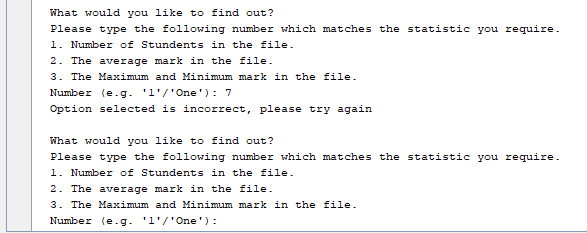 What would you like to find out?
Please type the following number which matches the statistic you require.
1. Number of Stundents in the file.
2. The average mark in the file.
3. The Maximum and Minimum mark in the file.
Number (e.g. '1'/'One'): 7
Option selected is incorrect, please try again
What would you like to find out?
Please type the following number which matches the statistic you require.
1. Number of Stundents in the file.
2. The average mark in the file.
3. The Maximum and Minimum mark in the file.
Number (e.g. '1'/'One'):